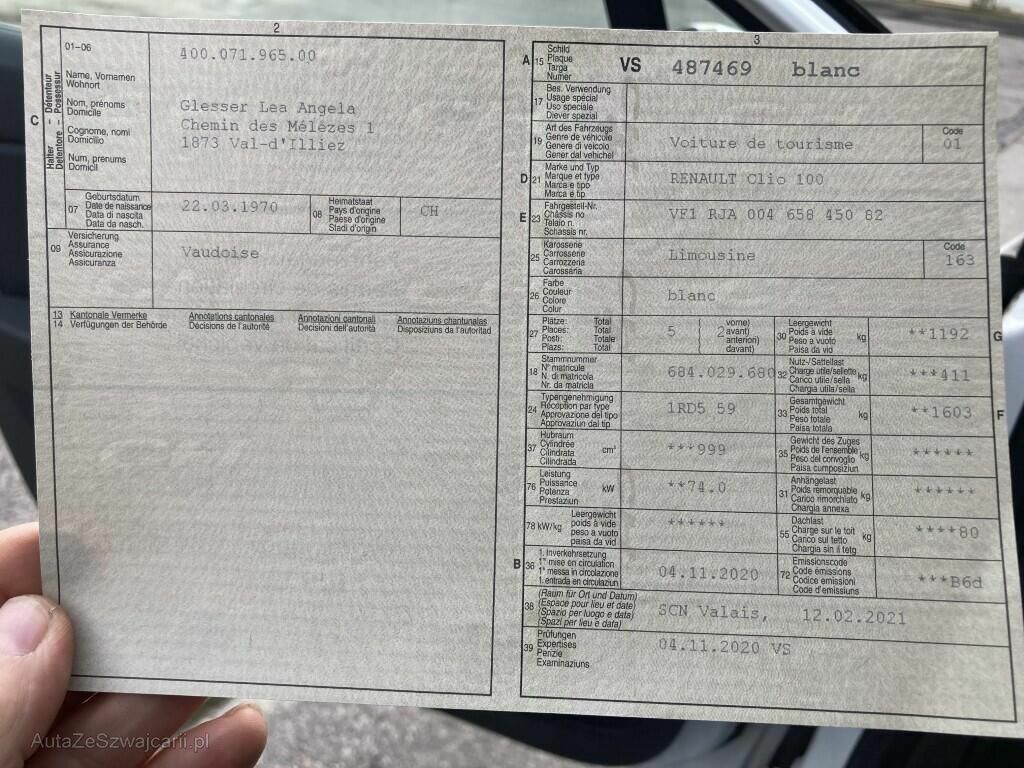 2
01-06
400.071.965.00
C
Halter - Détenteur
Detentore - Possessur
Name, Vornamen
Wohnort
Nom, prénoms
Domicile
Cognome, nomi
Domicilio
Num, prenums
Domicil
Glesser Lea Angela
Chemin des Mélèzes 1
1873 Val-d'Illiez
07
Geburtsdatum
Date de naissance
Data di nascita
Data da nasch.
22.03.1970
08
Heimatstaat
Pays d'origine
Paese d'origine
Stadi d'origin
CH
09
Versicherung
Assurance
Assicurazione
Assicuranza
Vaudoise
13 Kantonale Vermerke Annotations cantonales Annotazioni cantonali Annotaziuns chantunalas
14 Verfügungen der Behörde Décisions de l'autorité Decisioni dell'autorità Disposiziuns da l'autoritad
3
A 15
Schild
Plaque
Targa
Numer
VS 487469 blanc
17
Bes. Verwendung
Usage spécial
Uso speciale
Diever spezial
19
Art des Fahrzeugs
Genre de véhicule
Genere di veicolo
Gener dal vehichel
Voiture de tourisme
Code
01
D 21
Marke und Typ
Marque et type
Marca e tipo
Marca e tip
RENAULT Clio 100
E 23
Fahrgestell-Nr.
Châssis no
Telaio n.
Schassis nr.
VF1 RJA 004 658 450 82
25
Karosserie
Carrosserie
Carrozzeria
Carossaria
Limousine
Code
163
26
Farbe
Couleur
Colore
Colur
blanc
27
Plätze: Total
Places: Total
Posti: Totale
Plazs: Total
5
2
vorne)
avant)
anteriori)
davant)
30
Leergewicht
Poids à vide
Peso a vuoto
Paisa da vid
kg
**1192
G
18
Stammnummer
N° matricule
N. di matricola
Nr. da matricla
684.029.680
32
Nutz-/Sattellast
Charge utile/sellette
Carico utile/sella
Chargia utila/sella
kg
***411
24
Typengenehmigung
Réception par type
Approvazione del tipo
Approvaziun dal tip
1RD5 59
33
Gesamtgewicht
Poids total
Peso totale
Paisa totala
kg
**1603
F
37
Hubraum
Cylindrée
Cilindrata
Cilindrada
cm³
***999
35
Gewicht des Zuges
Poids de l'ensemble
Peso del convoglio
Paisa cumposiziun
kg
******
76
Leistung
Puissance
Potenza
Prestaziun
kW
**74.0
31
Anhängelast
Poids remorquable
Carico rimorchiato
Chargia annexa
kg
******
78 kW/kg
Leergewicht
poids à vide
peso a vuoto
paisa da vid
******
55
Dachlast
Charge sur le toit
Carico sul tetto
Chargia sin il tetg
kg
****80
B 36
1. Inverkehrsetzung
1re mise en circulation
1a messa in circolazione
1. entrada en circulaziun
04.11.2020
72
Emissionscode
Code émissions
Codice emissioni
Code d'emissiuns
***B6d
38
(Raum für Ort und Datum)
(Espace pour lieu et date)
(Spazio per luogo e data)
(Spazi per lieu e data)
SCN Valais, 12.02.2021
39
Prüfungen
Expertises
Perizie
Examinaziuns
04.11.2020 VS
AutaZeSzwajcarii.pl